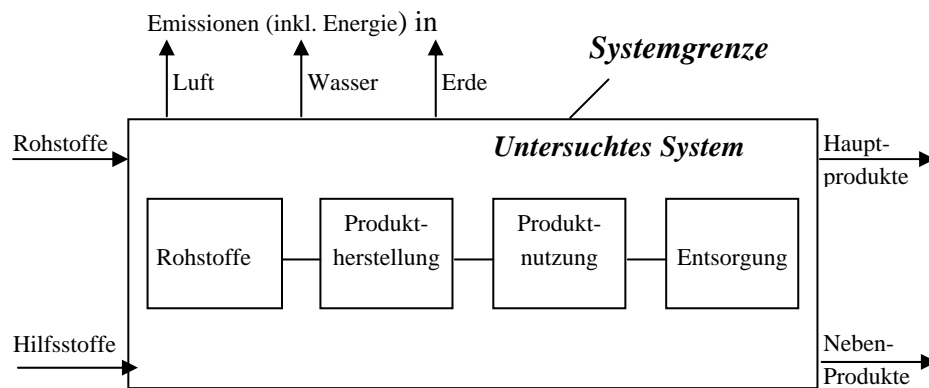 Emissionen (inkl. Energie) in
Systemgrenze
Luft
Wasser
Erde
Rohstoffe
Untersuchtes System
Haupt-
produkte
Rohstoffe
Produkt-
herstellung
Produkt-
nutzung
Entsorgung
Hilfsstoffe
Neben-
Produkte